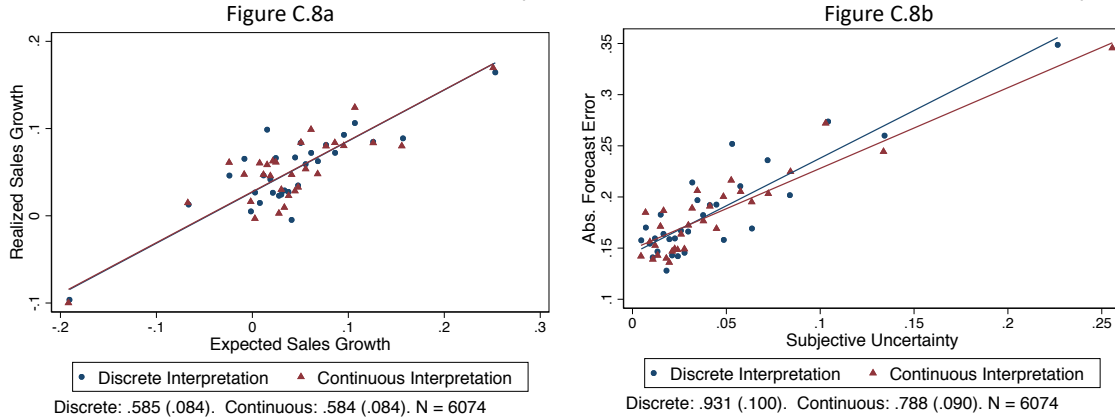 Figure C.8a
Realized Sales Growth
.2
.1
0
-.1
-.2
-.1
0
.1
.2
.3
Expected Sales Growth
Discrete Interpretation
Continuous Interpretation
Discrete: .585 (.084). Continuous: .584 (.084). N = 6074
Figure C.8b
Abs. Forecast Error
.35
.3
.25
.2
.15
.1
0
.05
.1
.15
.2
.25
Subjective Uncertainty
Discrete Interpretation
Continuous Interpretation
Discrete: .931 (.100). Continuous: .788 (.090). N = 6074